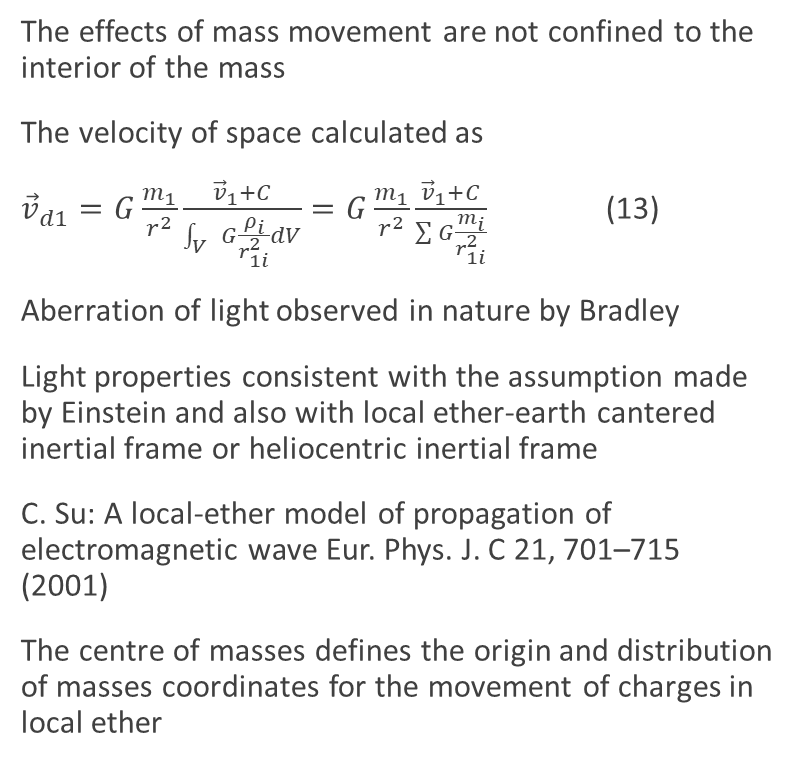 The effects of mass movement are not confined to the
interior of the mass
The velocity of space calculated as
$\vec{v}_{d1} = G \frac{m_1}{r^2} \frac{\vec{v}_1 + C}{\int_V G \frac{\rho_i}{r_{1i}^2} dV} = G \frac{m_1}{r^2} \frac{\vec{v}_1 + C}{\sum G \frac{m_i}{r_{1i}^2}}$ (13)
Aberration of light observed in nature by Bradley
Light properties consistent with the assumption made
by Einstein and also with local ether-earth cantered
inertial frame or heliocentric inertial frame
C. Su: A local-ether model of propagation of
electromagnetic wave Eur. Phys. J. C 21, 701–715
(2001)
The centre of masses defines the origin and distribution
of masses coordinates for the movement of charges in
local ether